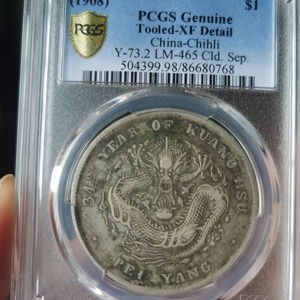 (1908) $1
PCGS Genuine
Tooled-XF Detail
China-Chihli
Y-73.2 LM-465 Cld. Sep.
504399.98/86680768
PCGS
34TH YEAR OF KUANG HSU
PEI YANG